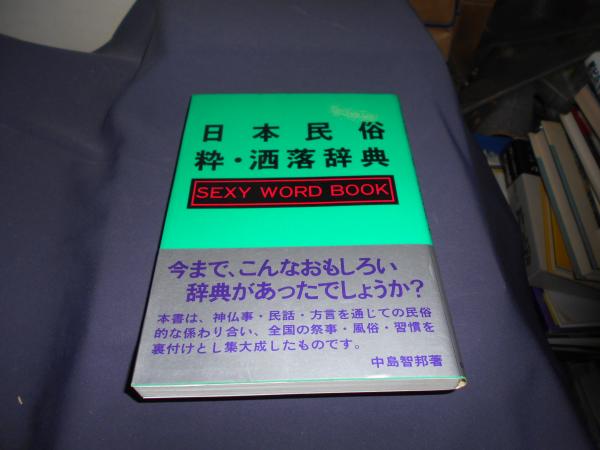 日本民俗
粋・洒落辞典
SEXY WORD BOOK
今まで、こんなおもしろい
辞典があったでしょうか?
本書は、神仏事・民話・方言を通じての民俗
的な係わり合い、全国の祭事・風俗・習慣を
裏付けとし集大成したものです。
中島智邦著